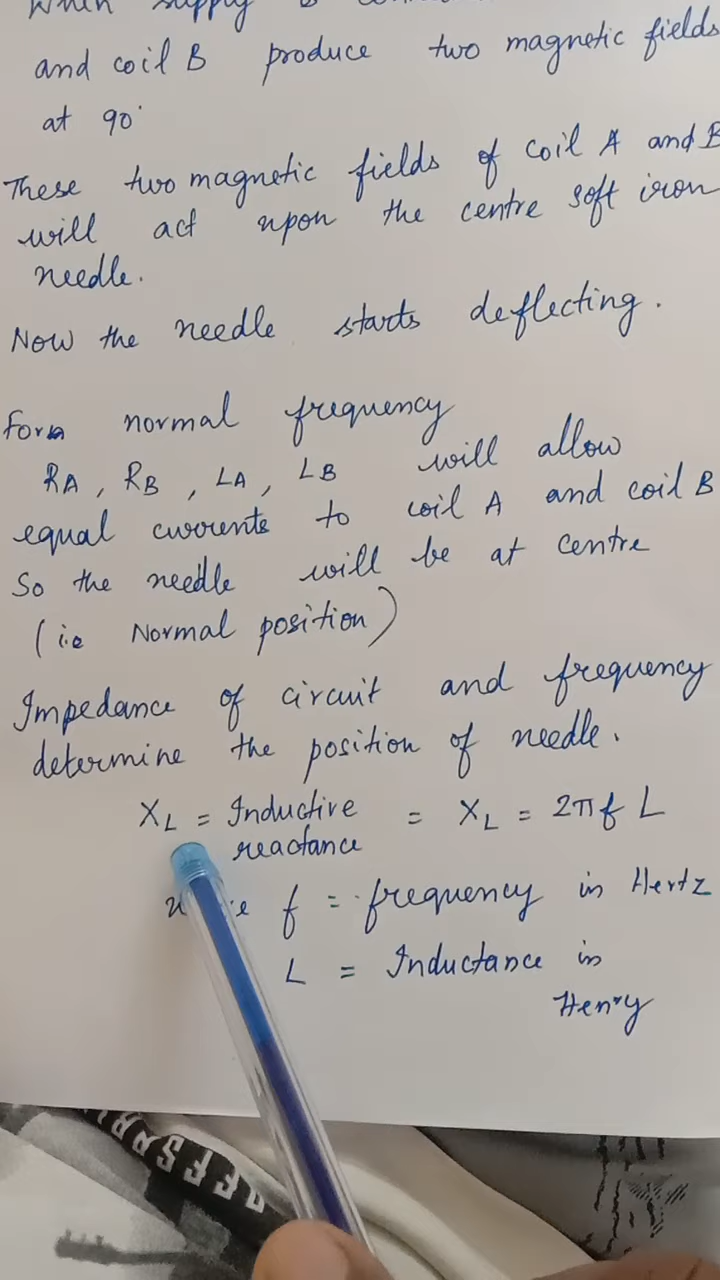 When supply is
and coil B produce two magnetic fields
at 90°
These two magnetic fields of coil A and B
will act upon the centre soft iron
needle.
Now the needle starts deflecting.
For normal frequency
RA, RB, LA, LB will allow
equal currents to coil A and coil B
So the needle will be at centre
(i.e Normal position)
Impedance of circuit and frequency
determine the position of needle.
XL = Inductive reactance = XL = 2πf L
f = frequency in Hertz
L = Inductance in
Henry